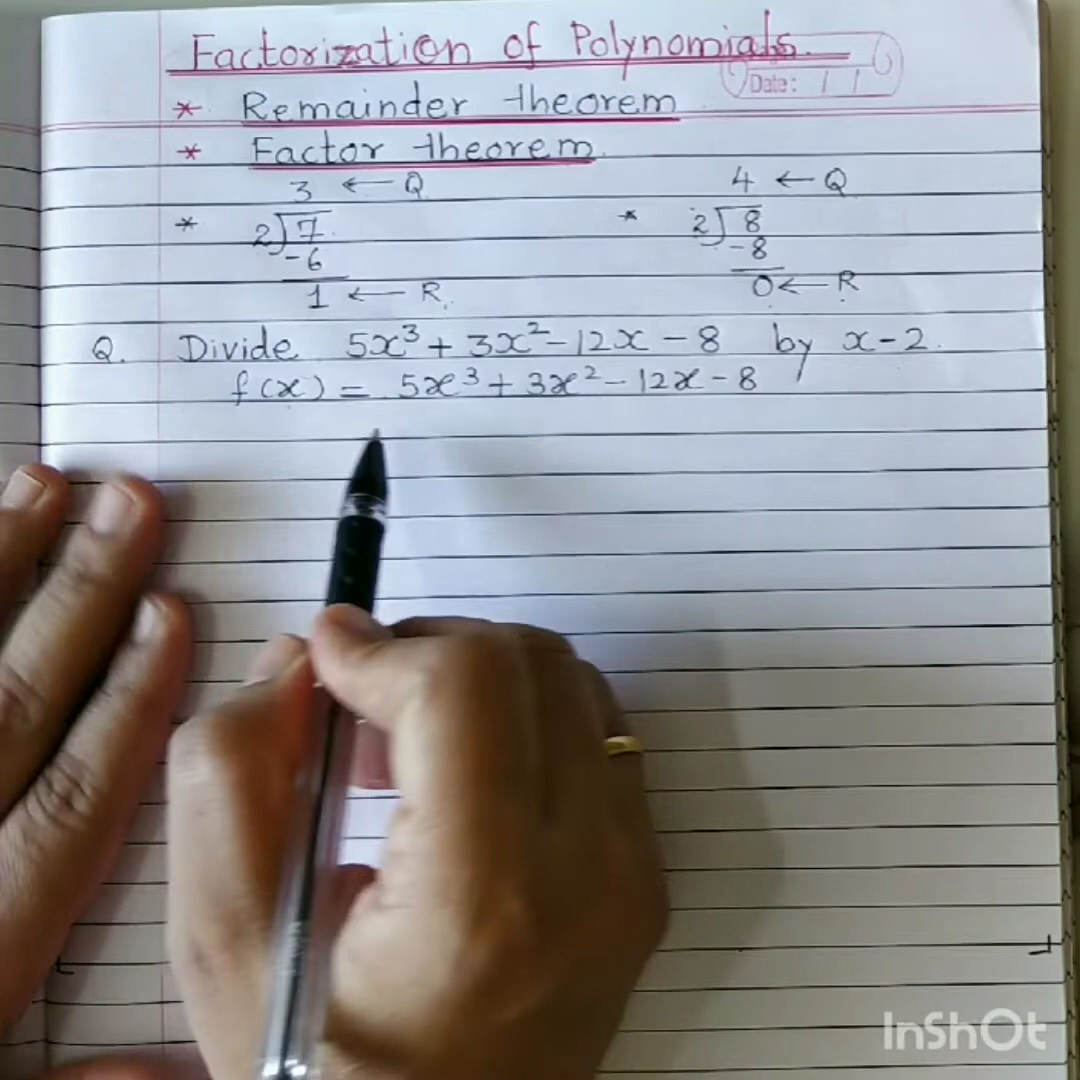 Factorization of Polynomials.
Date: / /
* Remainder theorem
* Factor theorem.
3 ← Q 4 ← Q
* 2)7 * 2)8
-6 -8
1 ← R. 0 ← R
Q. Divide 5x³ + 3x² - 12x - 8 by x - 2.
f(x) = 5x³ + 3x² - 12x - 8
InShOt